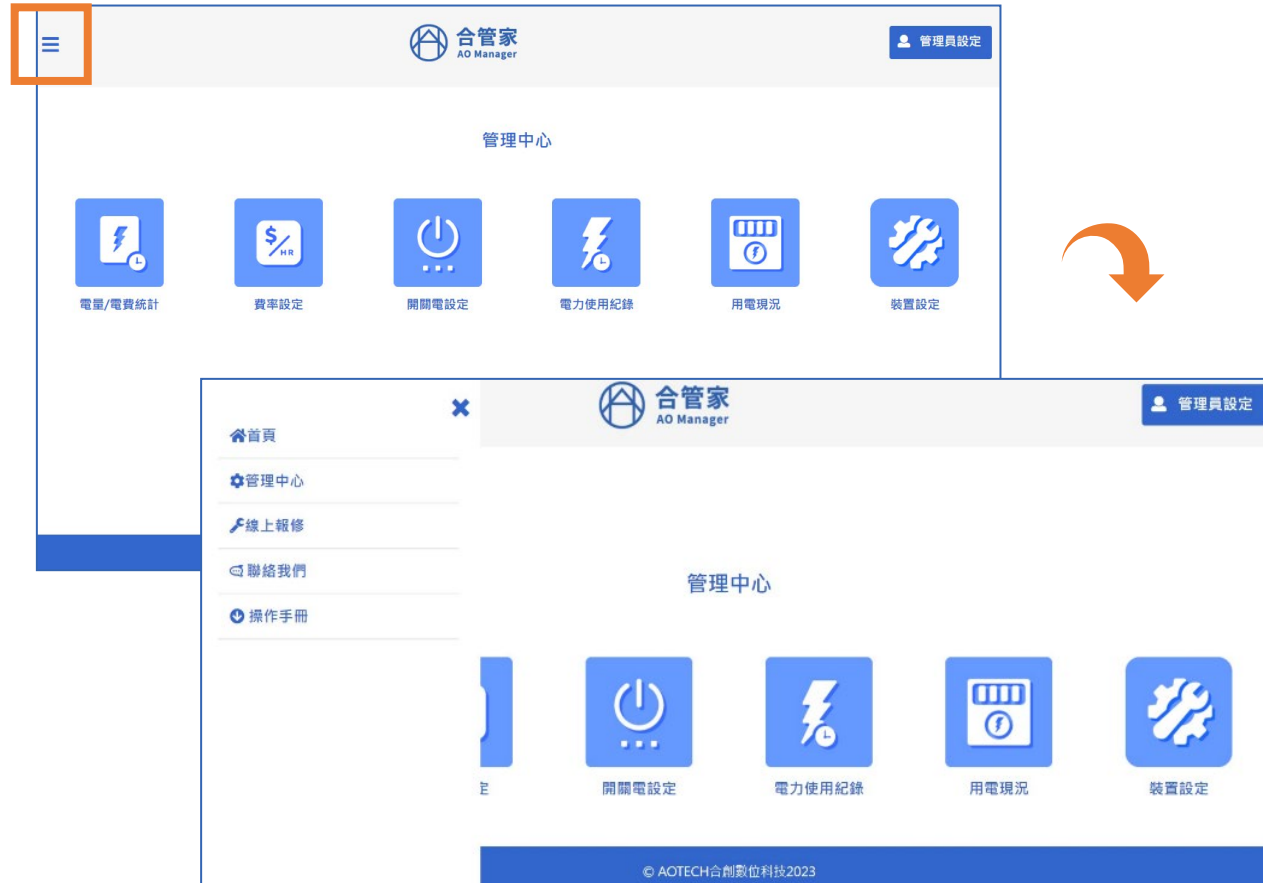 合管家
AO Manager
管理員設定
管理中心
$/HR
電量/電費統計
費率設定
開關電設定
電力使用紀錄
用電現況
裝置設定
合管家
AO Manager
管理員設定
首頁
管理中心
線上報修
聯絡我們
操作手冊
管理中心
定
開關電設定
電力使用紀錄
用電現況
裝置設定
© AOTECH合創數位科技2023